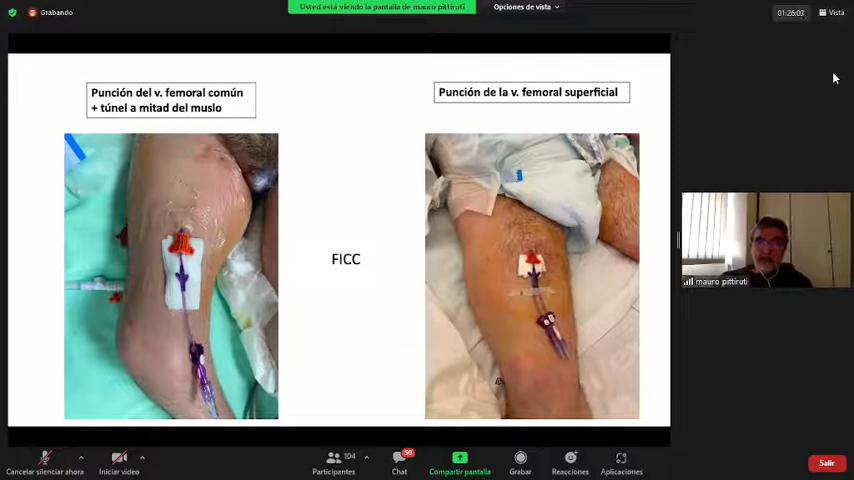 Grabando
Usted está viendo la pantalla de mauro pittiruti
Opciones de vista
01:26:03
Vista
Punción del v. femoral común
+ túnel a mitad del muslo
Punción de la v. femoral superficial
FICC
mauro pittiruti
Cancelar silenciar ahora
Iniciar video
104
Participantes
50
Chat
Compartir pantalla
Grabar
Reacciones
Aplicaciones
Salir